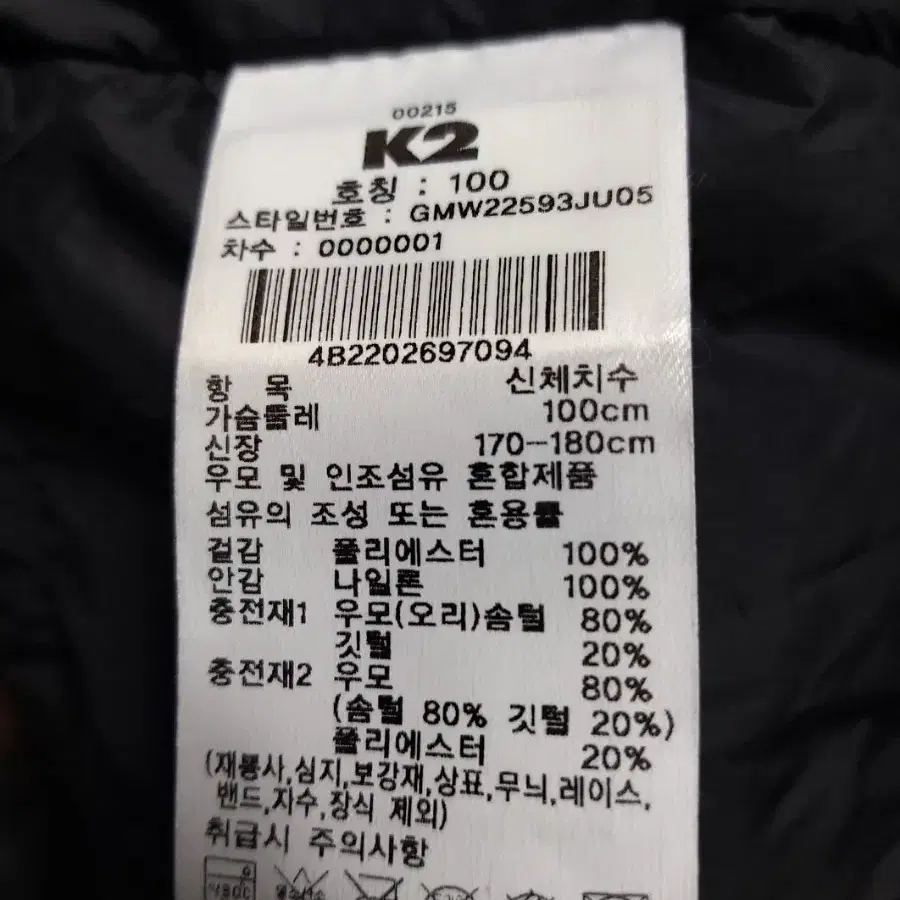 00215
K2
호칭 : 100
스타일번호 : GMW22593JU05
차수 : 0000001
4B2202697094
항 목 신체치수
가슴둘레 100cm
신장 170-180cm
우모 및 인조섬유 혼합제품
섬유의 조성 또는 혼용률
겉감 폴리에스터 100%
안감 나일론 100%
충전재1 우모(오리)솜털 80%
깃털 20%
충전재2 우모 80%
(솜털 80% 깃털 20%)
폴리에스터 20%
(재봉사,심지,보강재,상표,무늬,레이스,
밴드,자수,장식 제외)
취급시 주의사항